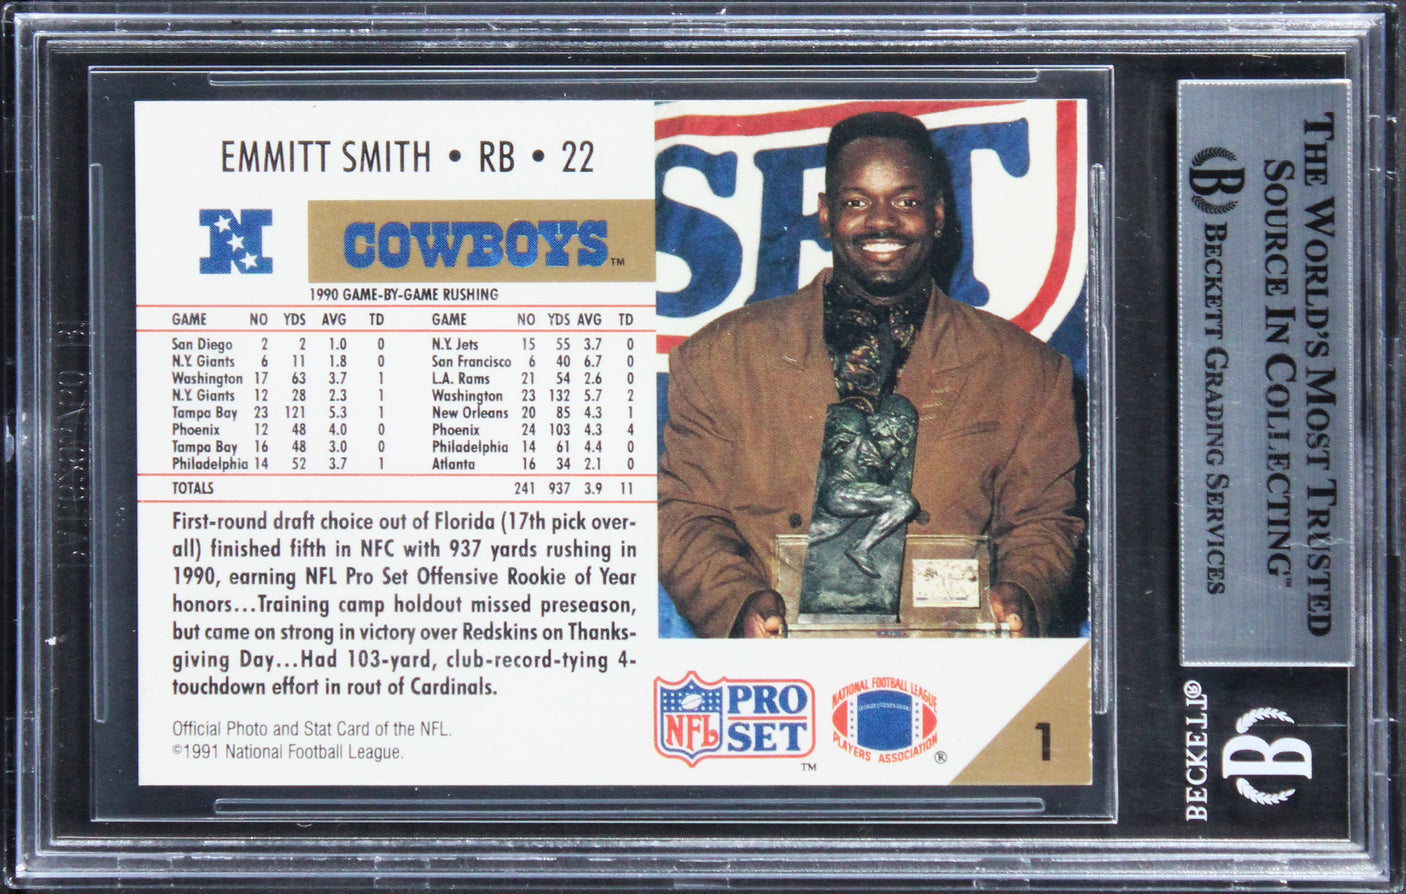 EMMITT SMITH • RB • 22
COWBOYS™
1990 GAME-BY-GAME RUSHING
GAME NO YDS AVG TD GAME NO YDS AVG TD
San Diego 2 2 1.0 0 N.Y. Jets 15 55 3.7 0
N.Y. Giants 6 11 1.8 0 San Francisco 6 40 6.7 0
Washington 17 63 3.7 1 L.A. Rams 21 54 2.6 0
N.Y. Giants 12 28 2.3 1 Washington 23 132 5.7 2
Tampa Bay 23 121 5.3 1 New Orleans 20 85 4.3 1
Phoenix 12 48 4.0 0 Phoenix 24 103 4.3 4
Tampa Bay 16 48 3.0 0 Philadelphia 14 61 4.4 0
Philadelphia 14 52 3.7 1 Atlanta 16 34 2.1 0
TOTALS 241 937 3.9 11
First-round draft choice out of Florida (17th pick over-
all) finished fifth in NFC with 937 yards rushing in
1990, earning NFL Pro Set Offensive Rookie of Year
honors...Training camp holdout missed preseason,
but came on strong in victory over Redskins on Thanks-
giving Day...Had 103-yard, club-record-tying 4-
touchdown effort in rout of Cardinals.
Official Photo and Stat Card of the NFL.
©1991 National Football League.
SET
NFL
PRO
SET
™
NATIONAL FOOTBALL LEAGUE
PLAYERS ASSOCIATION
®
1
THE WORLD'S MOST TRUSTED
SOURCE IN COLLECTING™
B BECKETT GRADING SERVICES
BECKETT®
B